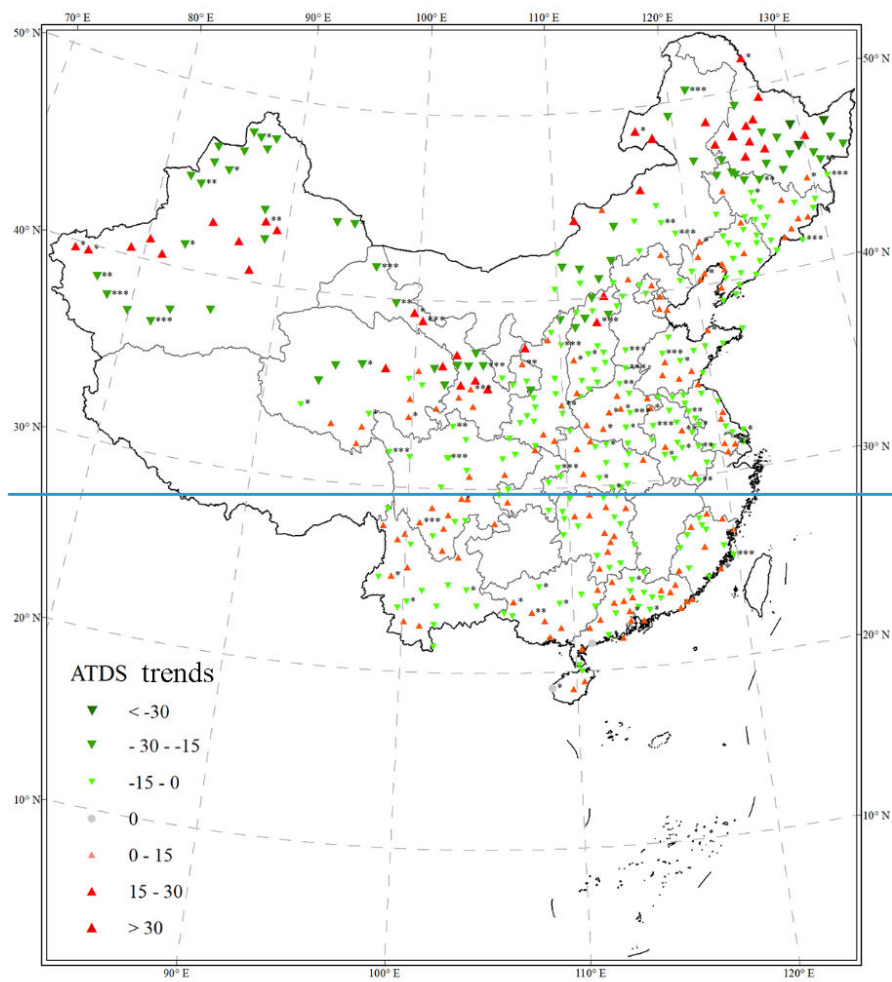 70° E 80° E 90° E 100° E 110° E 120° E 130° E
50° N 50° N
40° N 40° N
30° N 30° N
20° N 20° N
ATDS trends
< -30
- 30 - -15
-15 - 0
0
0 - 15
15 - 30
> 30
10° N 10° N
90° E 100° E 110° E 120° E